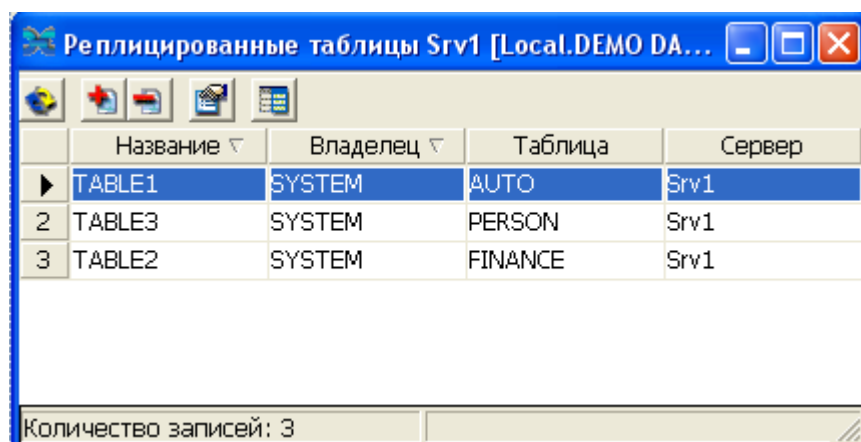 Реплицированные таблицы Srv1 [Local.DEMO DA...
Название Владелец Таблица Сервер
TABLE1 SYSTEM AUTO Srv1
2 TABLE3 SYSTEM PERSON Srv1
3 TABLE2 SYSTEM FINANCE Srv1
Количество записей: 3